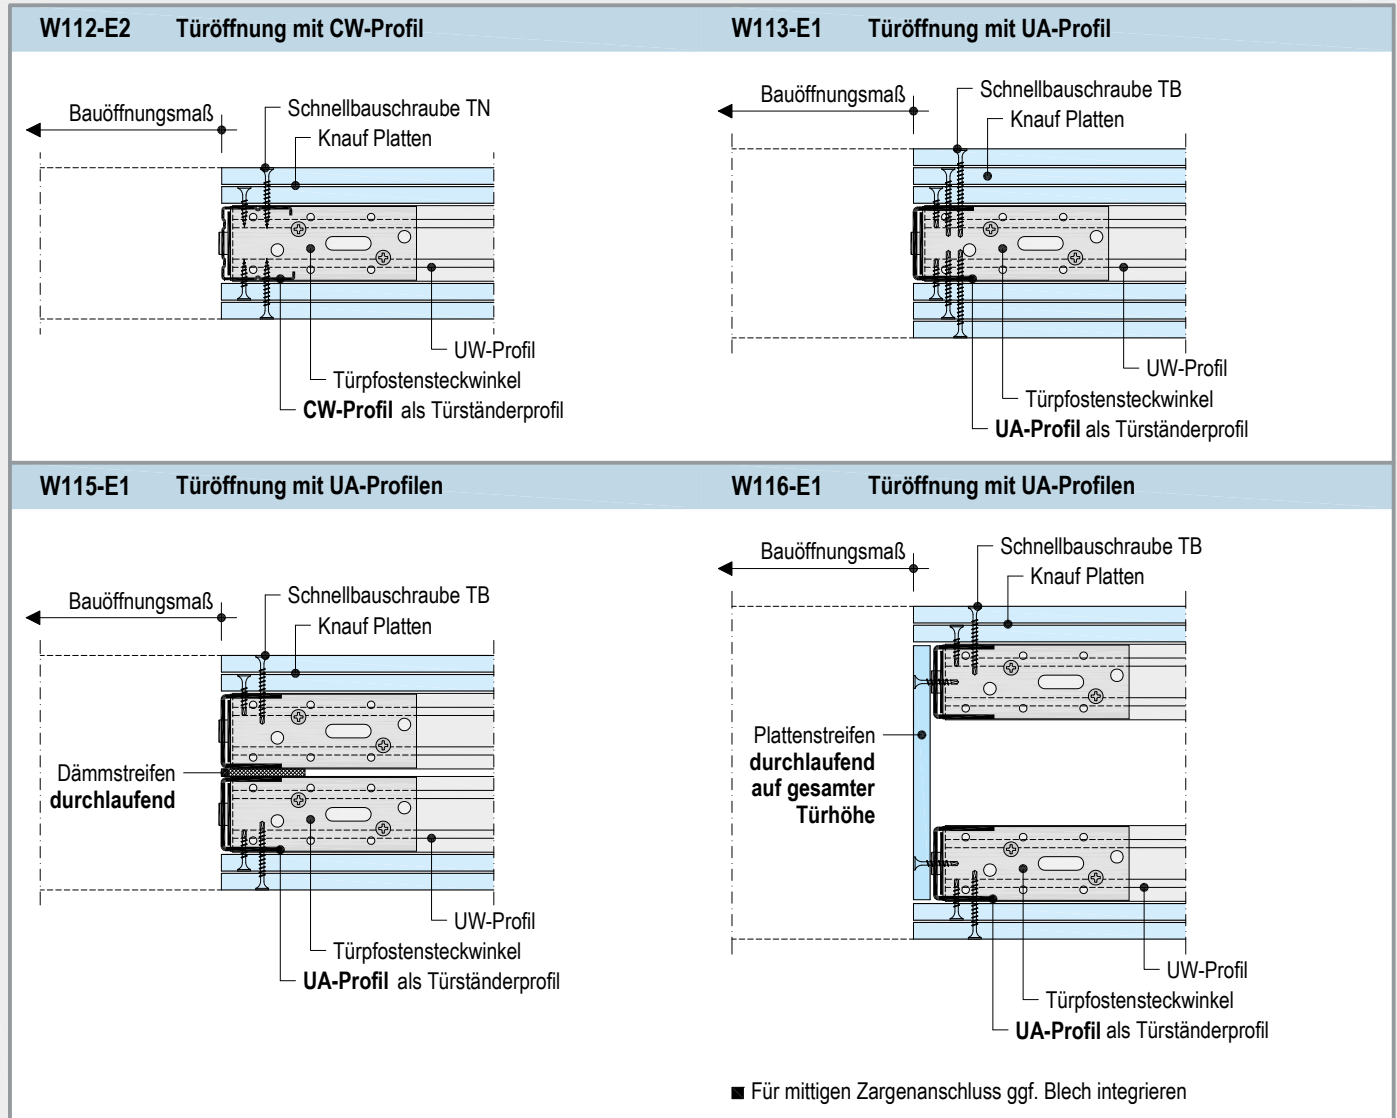 W112-E2 Türöffnung mit CW-Profil
Bauöffnungsmaß
Schnellbauschraube TN
Knauf Platten
UW-Profil
Türpfostensteckwinkel
CW-Profil als Türständerprofil
W113-E1 Türöffnung mit UA-Profil
Bauöffnungsmaß
Schnellbauschraube TB
Knauf Platten
UW-Profil
Türpfostensteckwinkel
UA-Profil als Türständerprofil
W115-E1 Türöffnung mit UA-Profilen
Bauöffnungsmaß
Schnellbauschraube TB
Knauf Platten
Dämmstreifen
durchlaufend
UW-Profil
Türpfostensteckwinkel
UA-Profil als Türständerprofil
W116-E1 Türöffnung mit UA-Profilen
Bauöffnungsmaß
Schnellbauschraube TB
Knauf Platten
Plattenstreifen
durchlaufend
auf gesamter
Türhöhe
UW-Profil
Türpfostensteckwinkel
UA-Profil als Türständerprofil
■ Für mittigen Zargenanschluss ggf. Blech integrieren